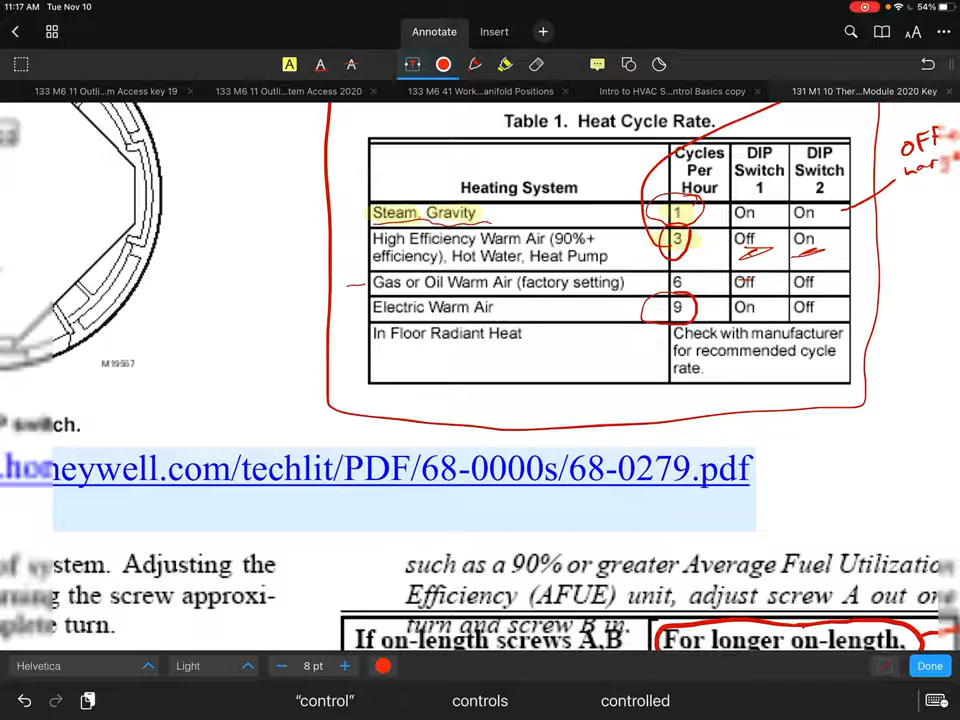 11:17 AM Tue Nov 10
54%
Annotate
Insert
133 M6 11 Outli...m Access key 19
133 M6 11 Outli...tem Access 2020
133 M6 41 Work...anifold Positions
Intro to HVAC S...ntrol Basics copy
131 M1 10 Ther...Module 2020 Key
Table 1. Heat Cycle Rate.
Heating System
Cycles Per Hour
DIP Switch 1
DIP Switch 2
Steam, Gravity 1 On On
OFF
High Efficiency Warm Air (90%+ 3 Off On
efficiency), Hot Water, Heat Pump
Gas or Oil Warm Air (factory setting) 6 Off Off
Electric Warm Air 9 On Off
In Floor Radiant Heat Check with manufacturer
for recommended cycle
rate.
M19567
switch.
neywell.com/techlit/PDF/68-0000s/68-0279.pdf
stem. Adjusting the
the screw approxi-
turn.
such as a 90% or greater Average Fuel Utilizatio
Efficiency (AFUE) unit, adjust screw A out on
turn and screw B in.
If on-length screws A,B
For longer on-length,
Helvetica
Light
8 pt
Done
“control”
controls
controlled